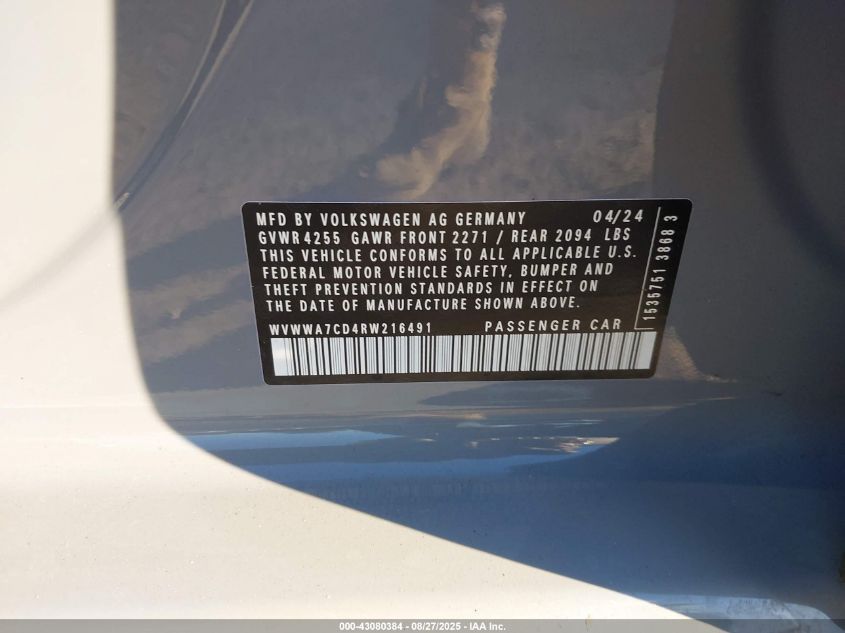 MFD BY VOLKSWAGEN AG GERMANY 04/24
GVWR 4255 GAWR FRONT 2271 / REAR 2094 LBS
THIS VEHICLE CONFORMS TO ALL APPLICABLE U.S.
FEDERAL MOTOR VEHICLE SAFETY, BUMPER AND
THEFT PREVENTION STANDARDS IN EFFECT ON
THE DATE OF MANUFACTURE SHOWN ABOVE.
WVWWA7CD4RW216491 PASSENGER CAR
1535751 3868 3
000-43080384 - 08/27/2025 - IAA Inc.